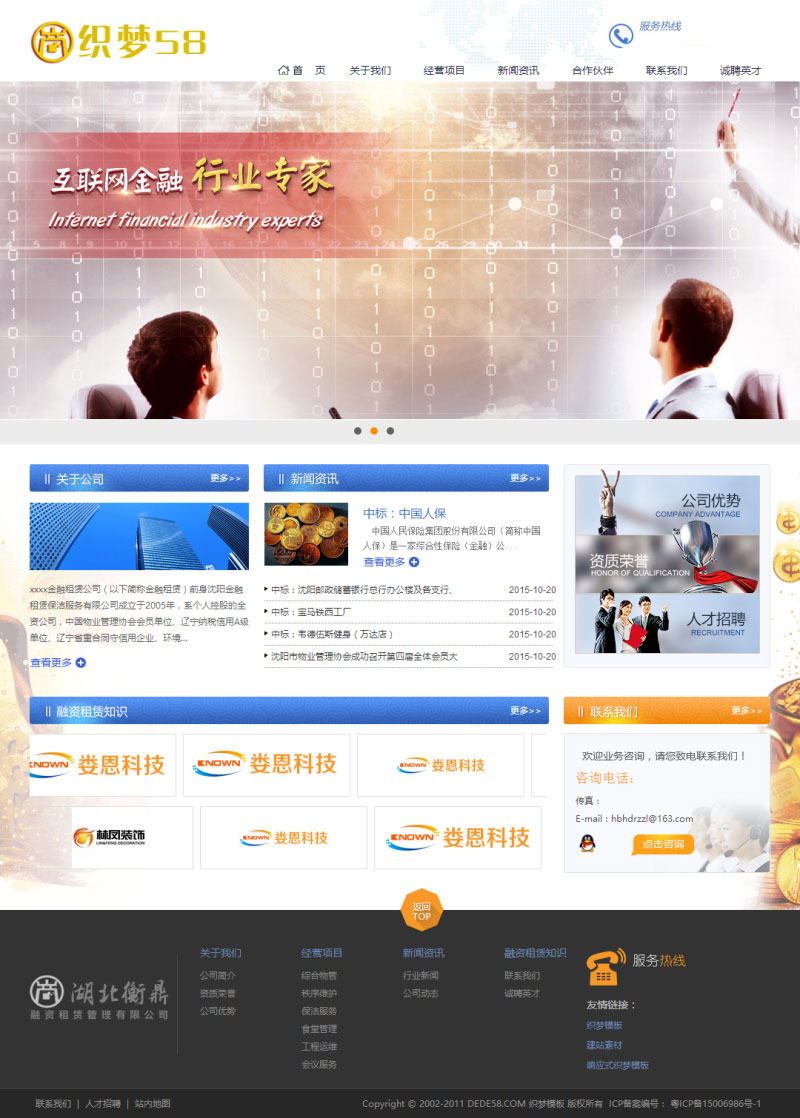 尚 织梦58
服务热线
首 页 关于我们 经营项目 新闻资讯 合作伙伴 联系我们 诚聘英才
互联网金融 行业专家
Internet financial industry experts
关于公司 更多>>
xxxx金融租赁公司（以下简称金融租赁）前身沈阳金融
租赁保洁服务有限公司成立于2005年，系个人控股的全
资公司，中国物业管理协会会员单位、辽宁纳税信用A级
单位、辽宁省重合同守信用企业、环境...
查看更多
新闻资讯 更多>>
中标：中国人保
中国人民保险集团股份有限公司（简称中国
人保）是一家综合性保险（金融）公...
查看更多
中标：沈阳邮政储蓄银行总行办公楼及各支行、 2015-10-20
中标：宝马铁西工厂 2015-10-20
中标：韦德伍斯健身（万达店） 2015-10-20
沈阳市物业管理协会成功召开第四届全体会员大 2015-10-20
公司优势
COMPANY ADVANTAGE
资质荣誉
HONOR OF QUALIFICATION
人才招聘
RECRUITMENT
融资租赁知识 更多>>
KNOWN 娄恩科技
KNOWN 娄恩科技
KNOWN 娄恩科技
林凤装饰
LINGFENG DECORATION
KNOWN 娄恩科技
KNOWN 娄恩科技
联系我们 更多>>
欢迎业务咨询，请您致电联系我们！
咨询电话：
传真：
E-mail：hbhdrzzl@163.com
点击咨询
返回
TOP
尚 湖北衡鼎
融资租赁管理有限公司
关于我们
公司简介
资质荣誉
公司优势
经营项目
综合物管
秩序维护
保洁服务
食堂管理
工程运维
会议服务
新闻资讯
行业新闻
公司动态
融资租赁知识
联系我们
诚聘英才
服务热线
友情链接：
织梦模板
建站素材
响应式织梦模板
联系我们 | 人才招聘 | 站内地图
Copyright © 2002-2011 DEDE58.COM 织梦模板 版权所有 ICP备案编号： 粤ICP备15006986号-1